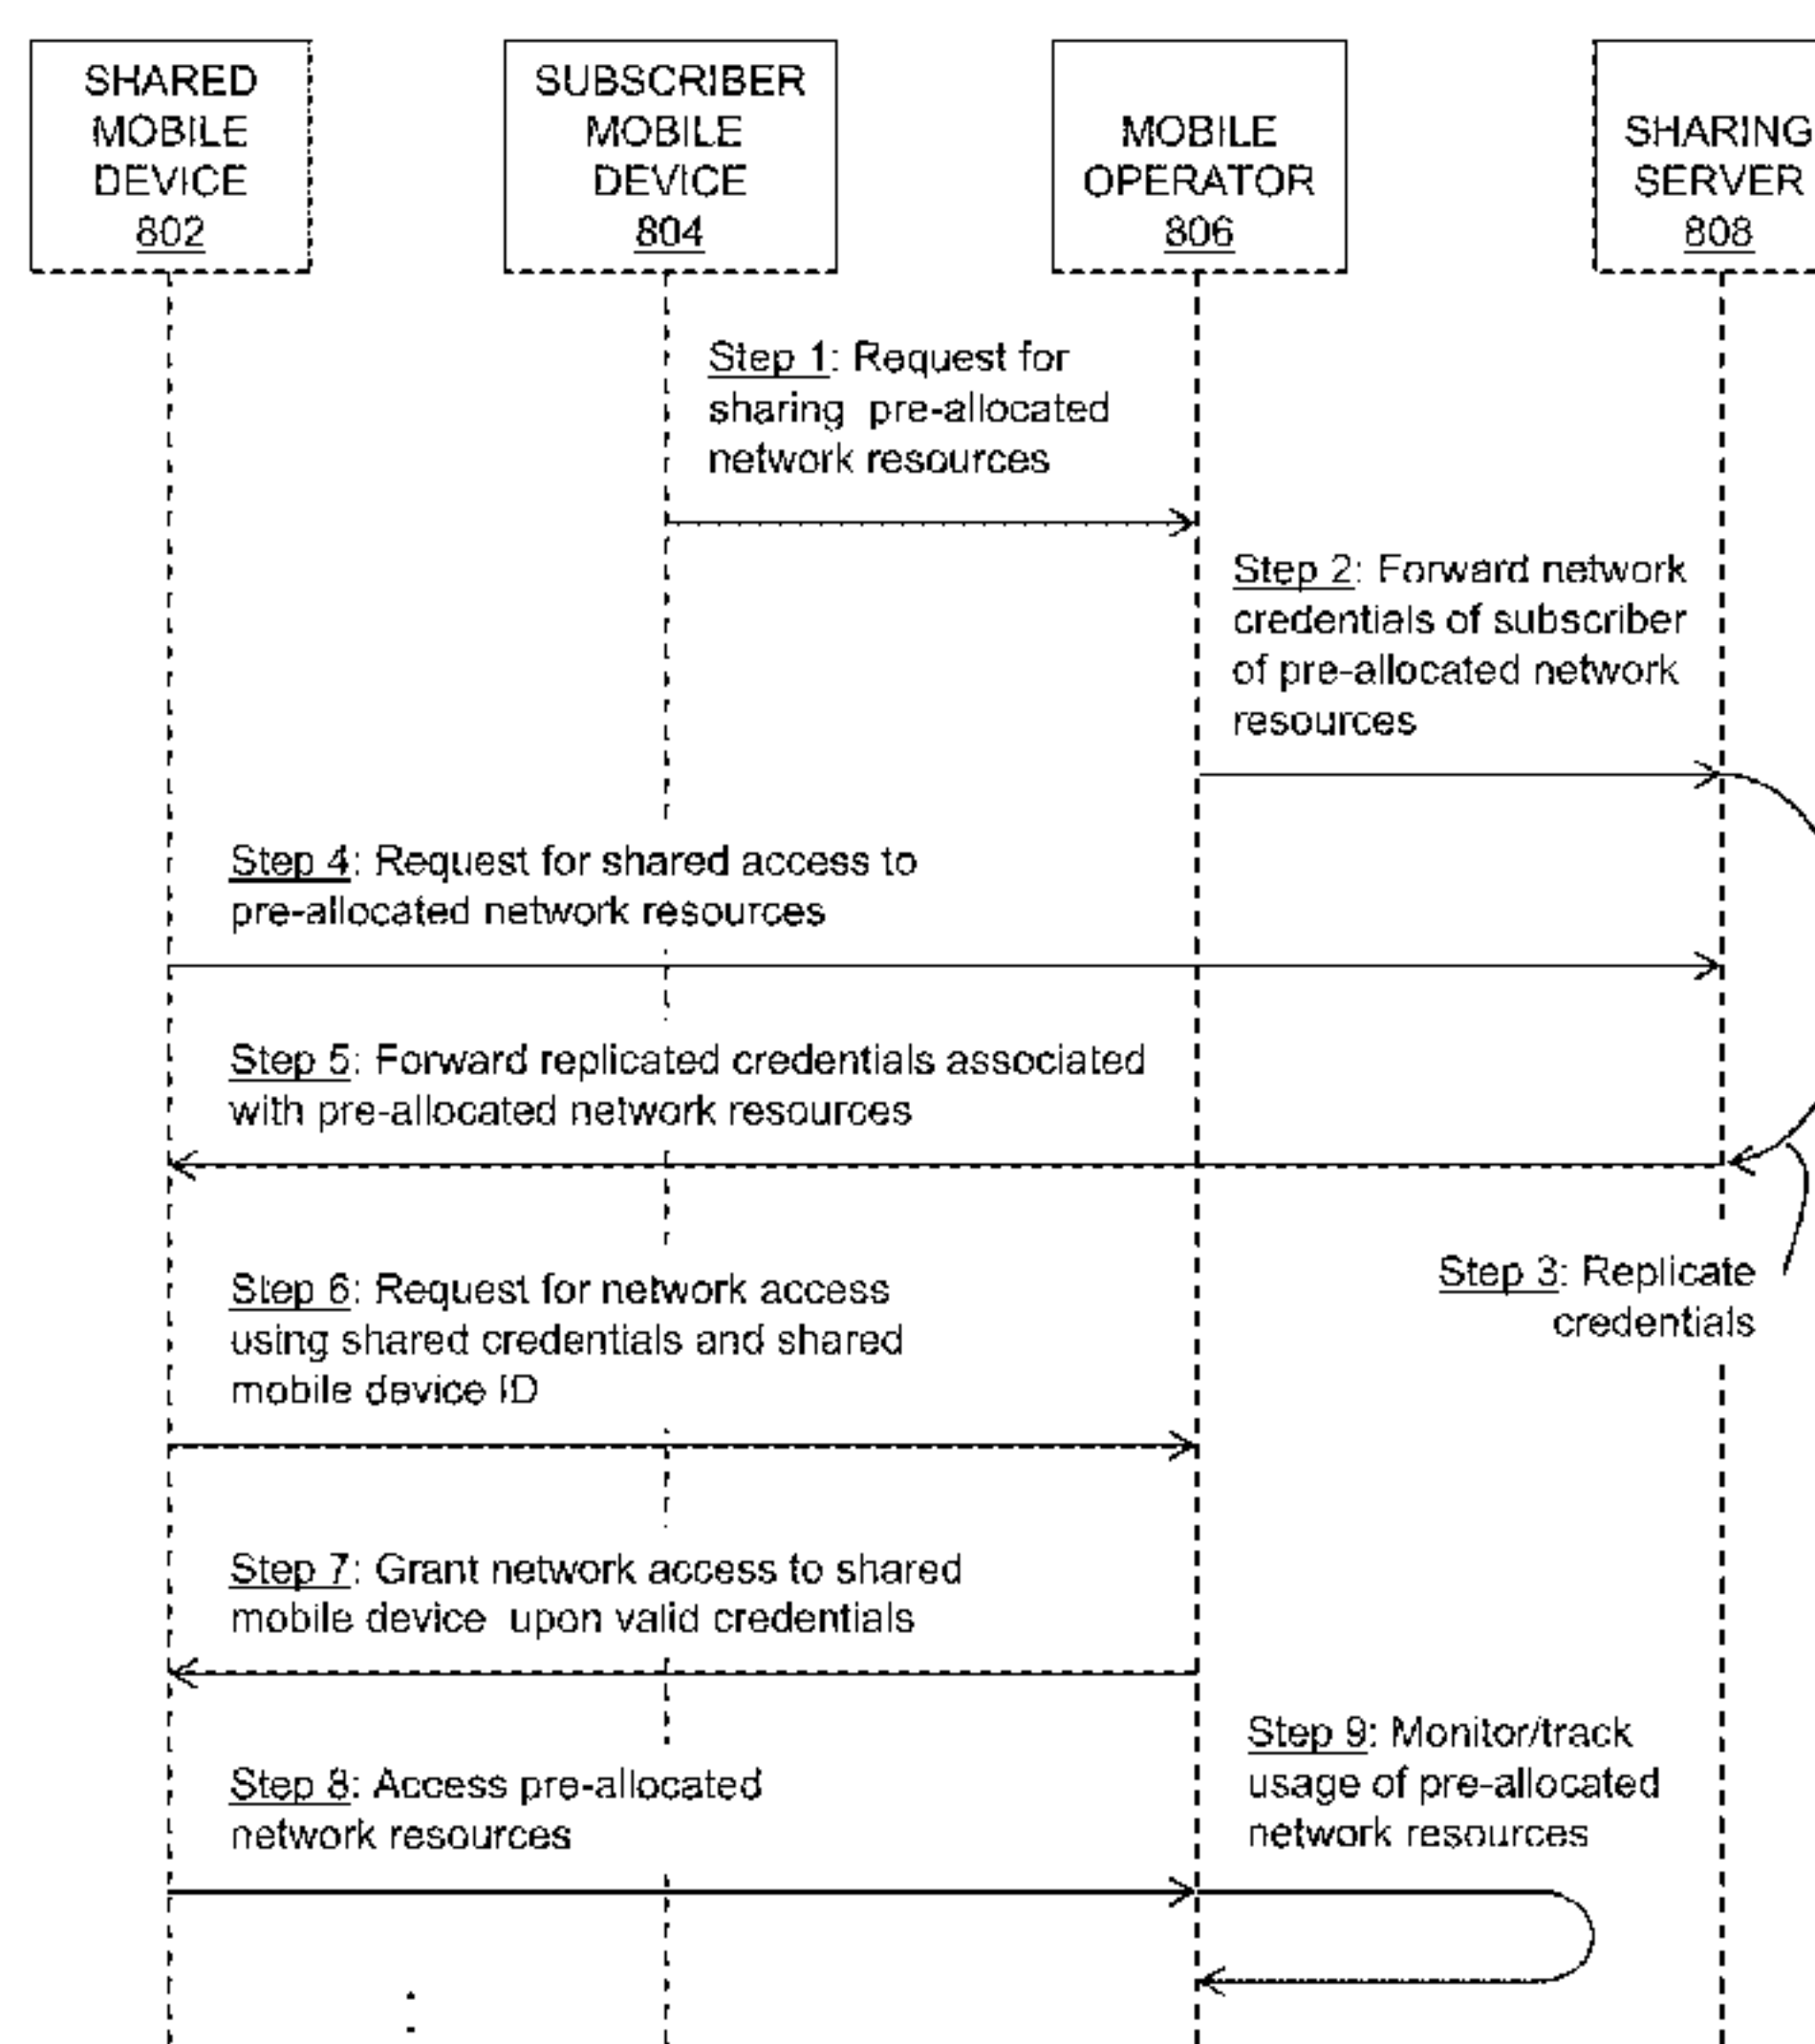 SHARED
MOBILE
DEVICE
802
SUBSCRIBER
MOBILE
DEVICE
804
MOBILE
OPERATOR
806
SHARING
SERVER
808
Step 1: Request for
sharing pre-allocated
network resources
Step 2: Forward network
credentials of subscriber
of pre-allocated network
resources
Step 4: Request for shared access to
pre-allocated network resources
Step 5: Forward replicated credentials associated
with pre-allocated network resources
Step 3: Replicate
credentials
Step 6: Request for network access
using shared credentials and shared
mobile device ID
Step 7: Grant network access to shared
mobile device upon valid credentials
Step 9: Monitor/track
usage of pre-allocated
network resources
Step 8: Access pre-allocated
network resources